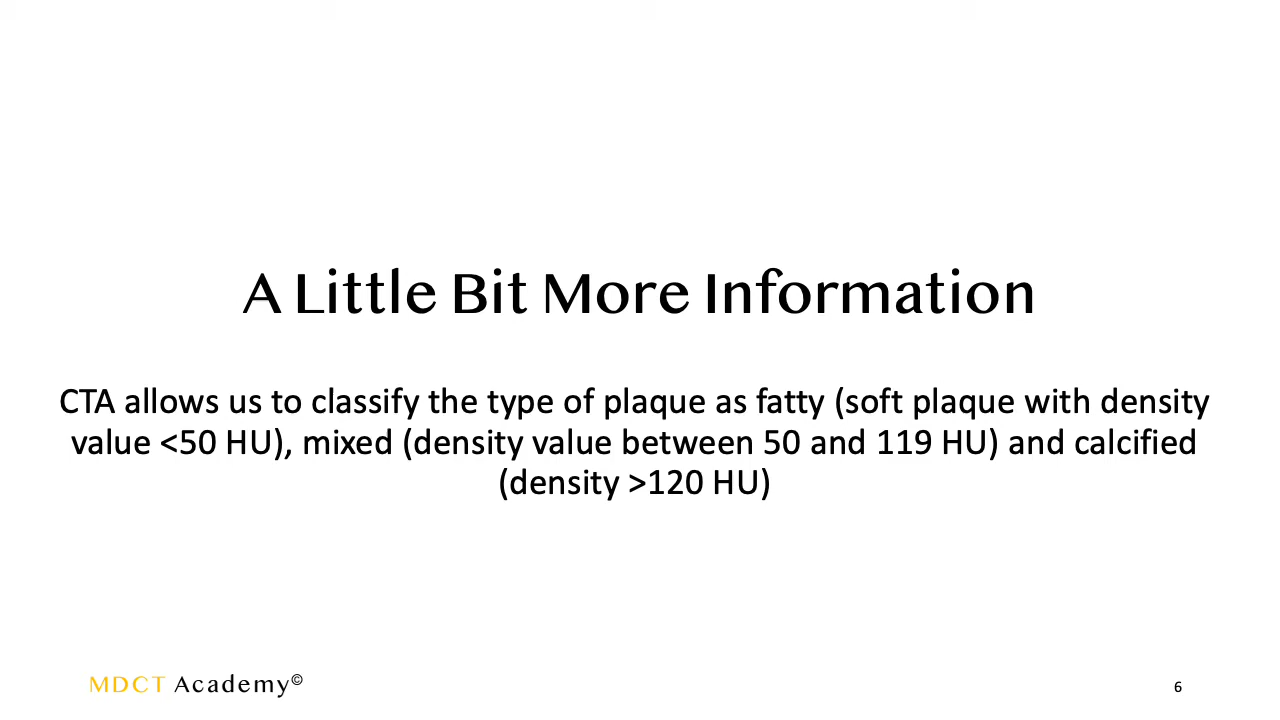 A Little Bit More Information
CTA allows us to classify the type of plaque as fatty (soft plaque with density
value <50 HU), mixed (density value between 50 and 119 HU) and calcified
(density >120 HU)
MDCT Academy©
6